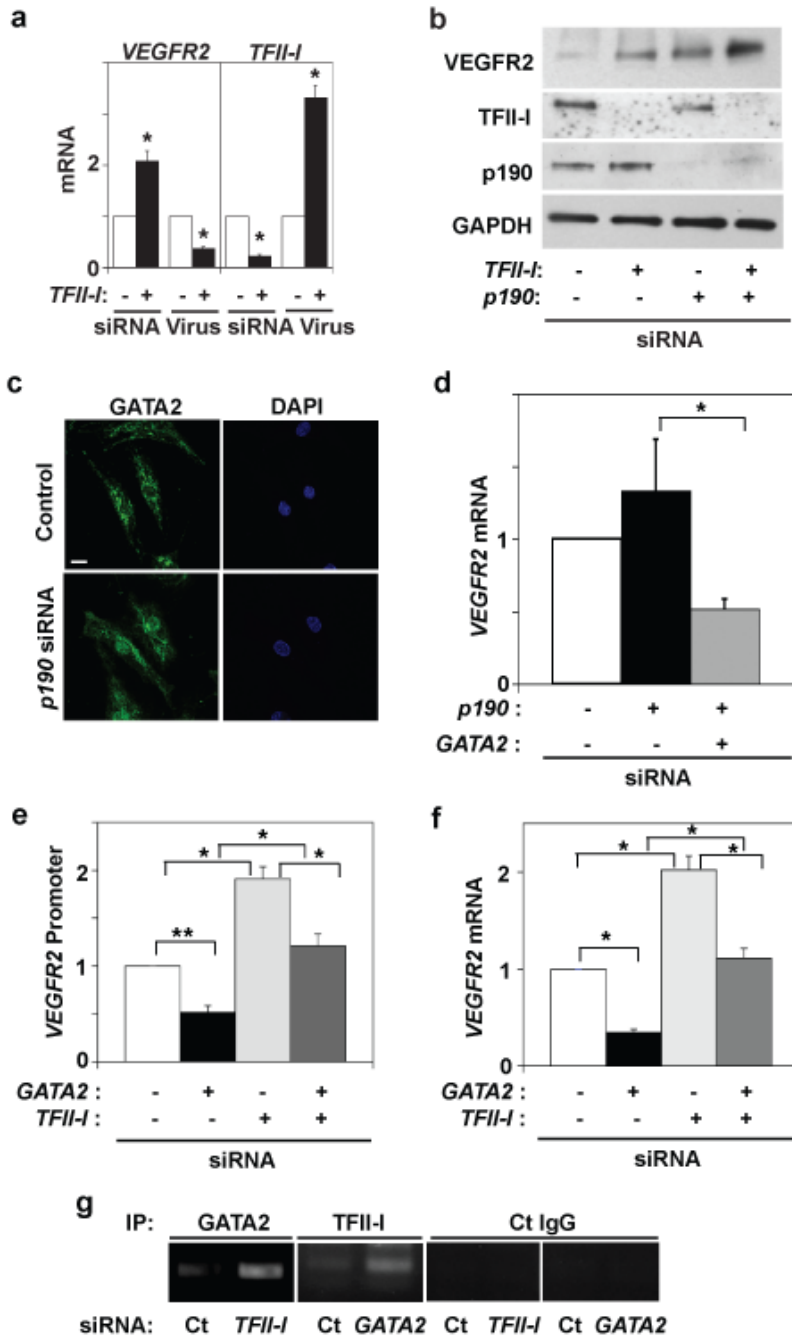 a
VEGFR2 TFII-I
mRNA
2
0
* * * *
TFII-I: - + - + - + - +
siRNA Virus siRNA Virus
b
VEGFR2
TFII-I
p190
GAPDH
TFII-I: - + - +
p190: - - + +
siRNA
c
GATA2 DAPI
Control
p190 siRNA
d
VEGFR2 mRNA
1
0
*
p190 : - + +
GATA2 : - - +
siRNA
e
VEGFR2 Promoter
2
1
0
** * * *
GATA2 : - + - +
TFII-I : - - + +
siRNA
f
VEGFR2 mRNA
2
1
0
* * * *
GATA2 : - + - +
TFII-I : - - + +
siRNA
g
IP: GATA2 TFII-I Ct IgG
siRNA: Ct TFII-I Ct GATA2 Ct TFII-I Ct GATA2